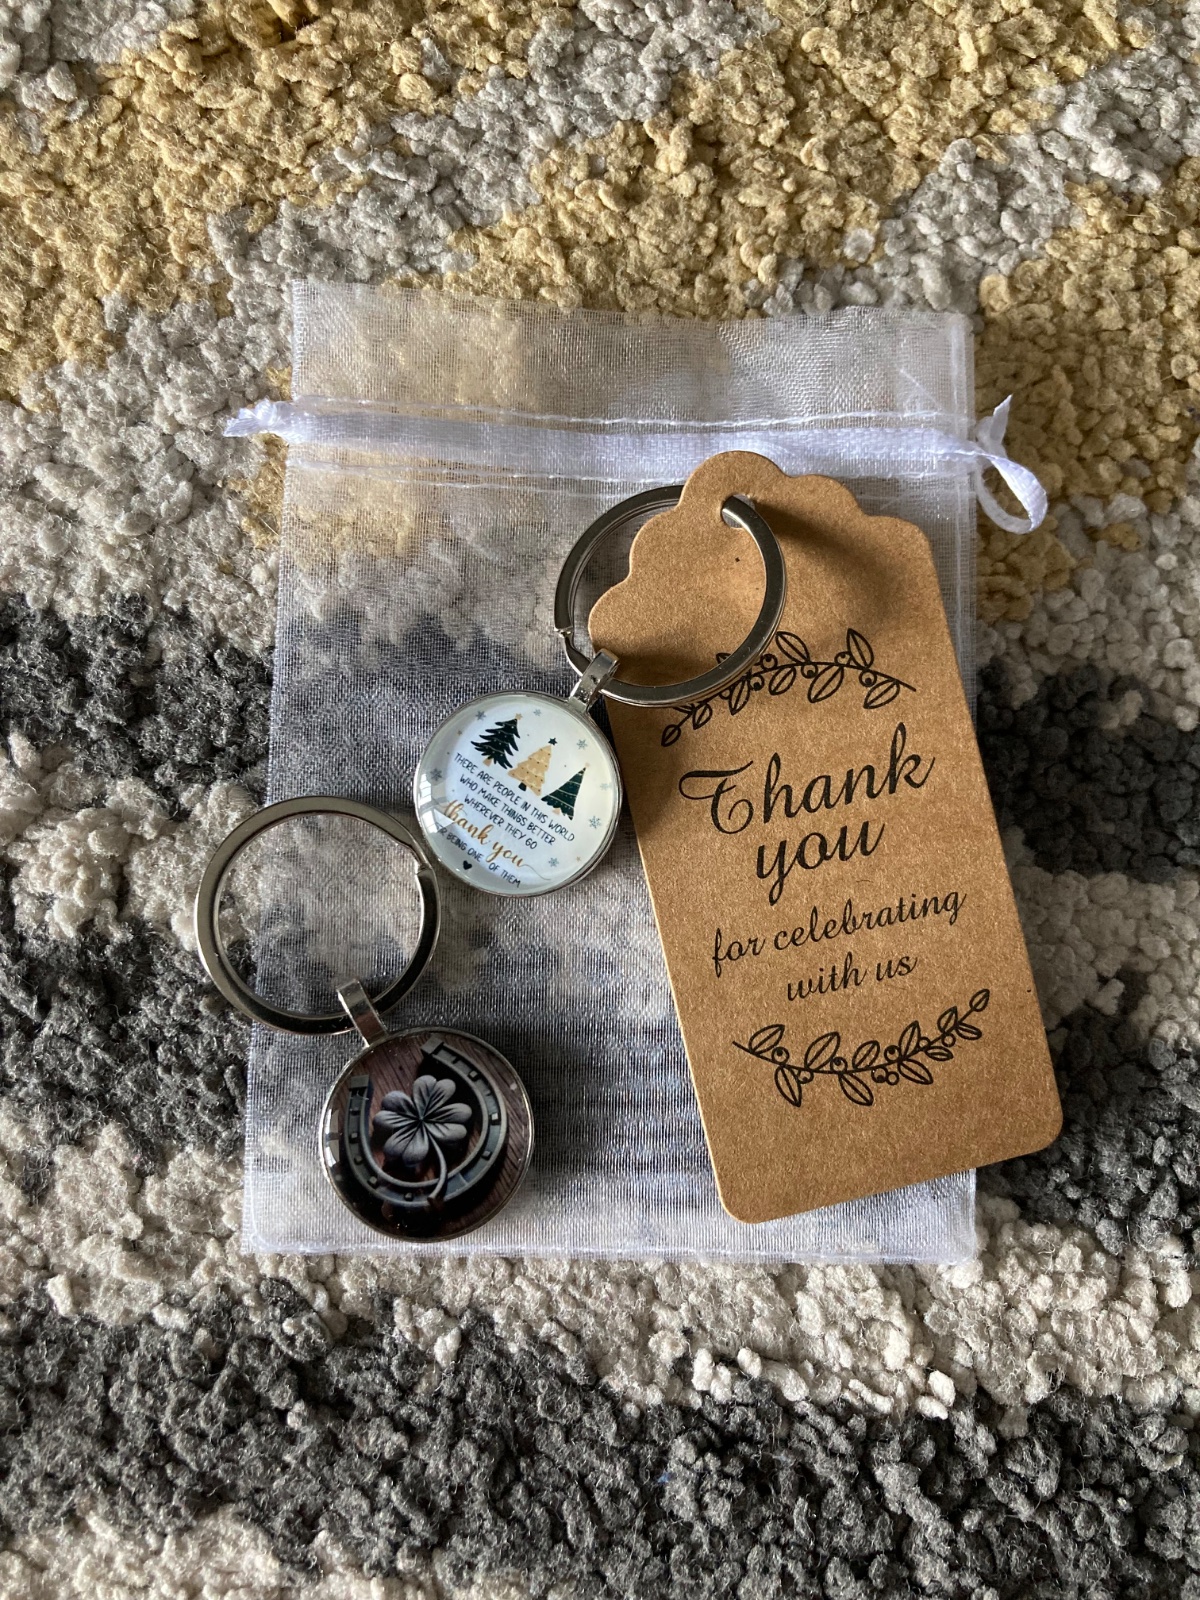 THERE ARE PEOPLE IN THIS WORLD
WHO MAKE THINGS BETTER
WHEREVER THEY GO
thank you
FOR BEING ONE OF THEM
Thank
you
for celebrating
with us